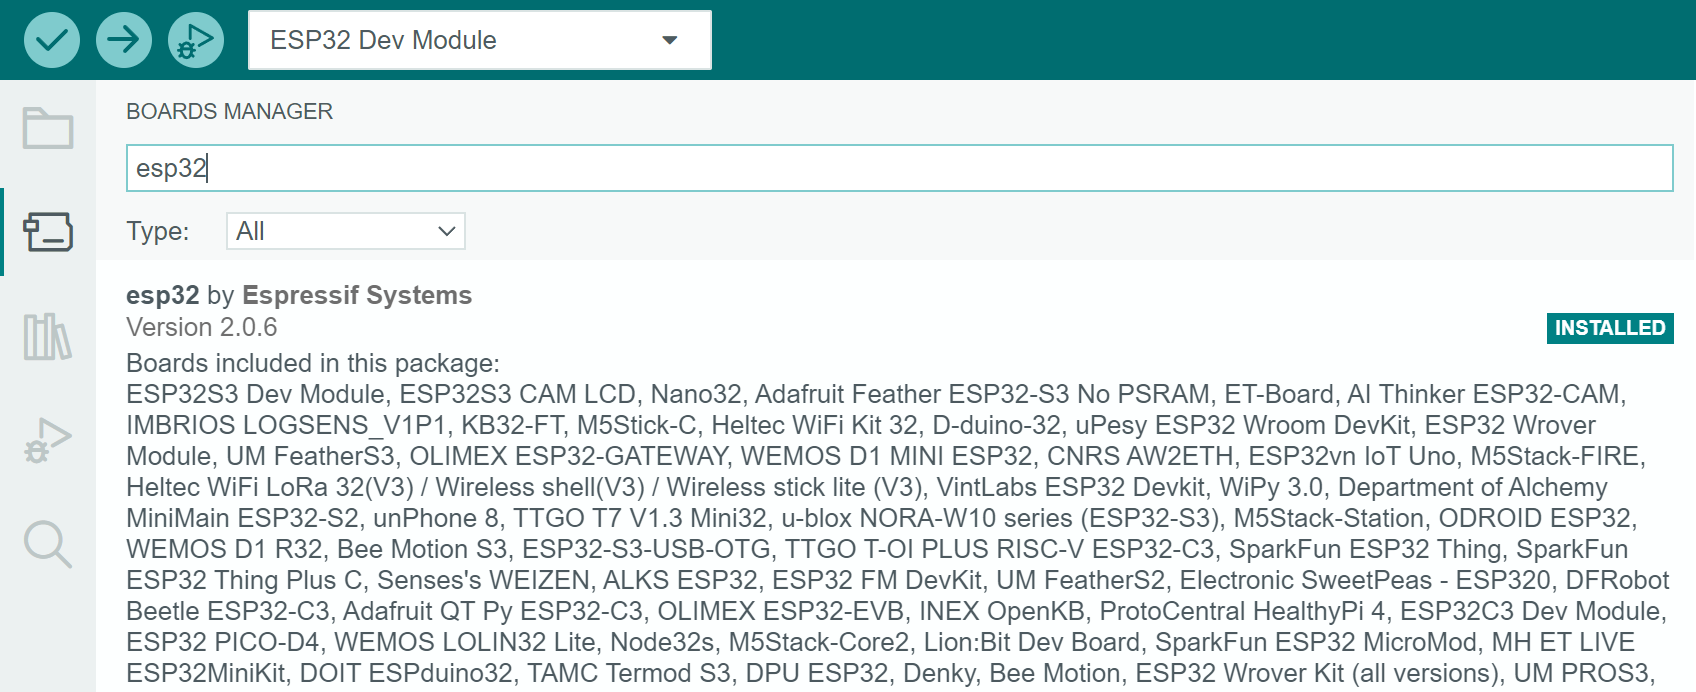 ESP32 Dev Module
BOARDS MANAGER
esp32
Type: All
esp32 by Espressif Systems
Version 2.0.6
INSTALLED
Boards included in this package:
ESP32S3 Dev Module, ESP32S3 CAM LCD, Nano32, Adafruit Feather ESP32-S3 No PSRAM, ET-Board, AI Thinker ESP32-CAM,
IMBRIOS LOGSENS_V1P1, KB32-FT, M5Stick-C, Heltec WiFi Kit 32, D-duino-32, uPesy ESP32 Wroom DevKit, ESP32 Wrover
Module, UM FeatherS3, OLIMEX ESP32-GATEWAY, WEMOS D1 MINI ESP32, CNRS AW2ETH, ESP32vn IoT Uno, M5Stack-FIRE,
Heltec WiFi LoRa 32(V3) / Wireless shell(V3) / Wireless stick lite (V3), VintLabs ESP32 Devkit, WiPy 3.0, Department of Alchemy
MiniMain ESP32-S2, unPhone 8, TTGO T7 V1.3 Mini32, u-blox NORA-W10 series (ESP32-S3), M5Stack-Station, ODROID ESP32,
WEMOS D1 R32, Bee Motion S3, ESP32-S3-USB-OTG, TTGO T-OI PLUS RISC-V ESP32-C3, SparkFun ESP32 Thing, SparkFun
ESP32 Thing Plus C, Senses's WEIZEN, ALKS ESP32, ESP32 FM DevKit, UM FeatherS2, Electronic SweetPeas - ESP320, DFRobot
Beetle ESP32-C3, Adafruit QT Py ESP32-C3, OLIMEX ESP32-EVB, INEX OpenKB, ProtoCentral HealthyPi 4, ESP32C3 Dev Module,
ESP32 PICO-D4, WEMOS LOLIN32 Lite, Node32s, M5Stack-Core2, Lion:Bit Dev Board, SparkFun ESP32 MicroMod, MH ET LIVE
ESP32MiniKit, DOIT ESPduino32, TAMC Termod S3, DPU ESP32, Denky, Bee Motion, ESP32 Wrover Kit (all versions), UM PROS3,